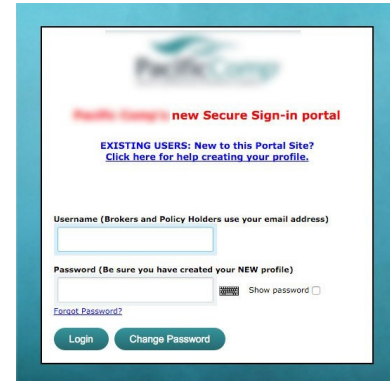 new Secure Sign-in portal
EXISTING USERS: New to this Portal Site?
Click here for help creating your profile.
Username (Brokers and Policy Holders use your email address)
Password (Be sure you have created your NEW profile)
Show password
Forgot Password?
Login
Change Password